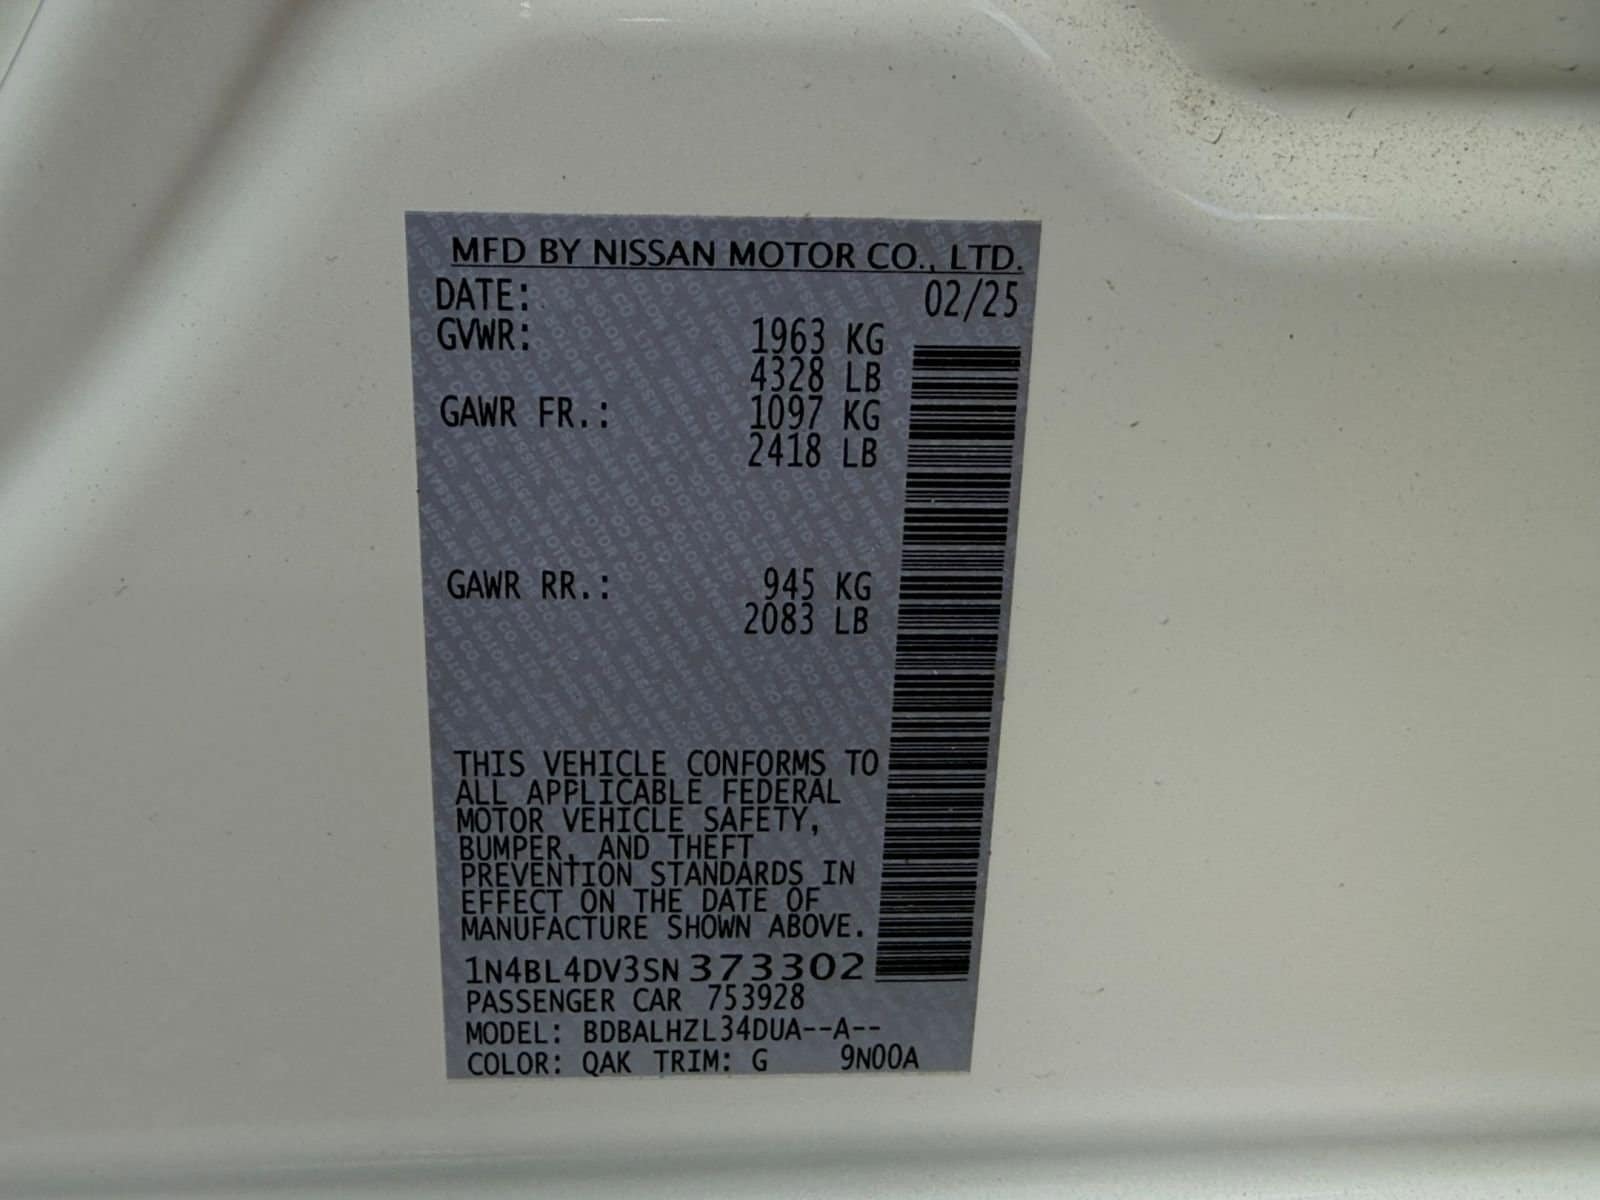 MFD BY NISSAN MOTOR CO., LTD.
DATE: 02/25
GVWR: 1963 KG
4328 LB
GAWR FR.: 1097 KG
2418 LB
GAWR RR.: 945 KG
2083 LB
THIS VEHICLE CONFORMS TO
ALL APPLICABLE FEDERAL
MOTOR VEHICLE SAFETY,
BUMPER, AND THEFT
PREVENTION STANDARDS IN
EFFECT ON THE DATE OF
MANUFACTURE SHOWN ABOVE.
1N4BL4DV3SN373302
PASSENGER CAR 753928
MODEL: BDBALHZL34DUA--A--
COLOR: QAK TRIM: G 9N00A